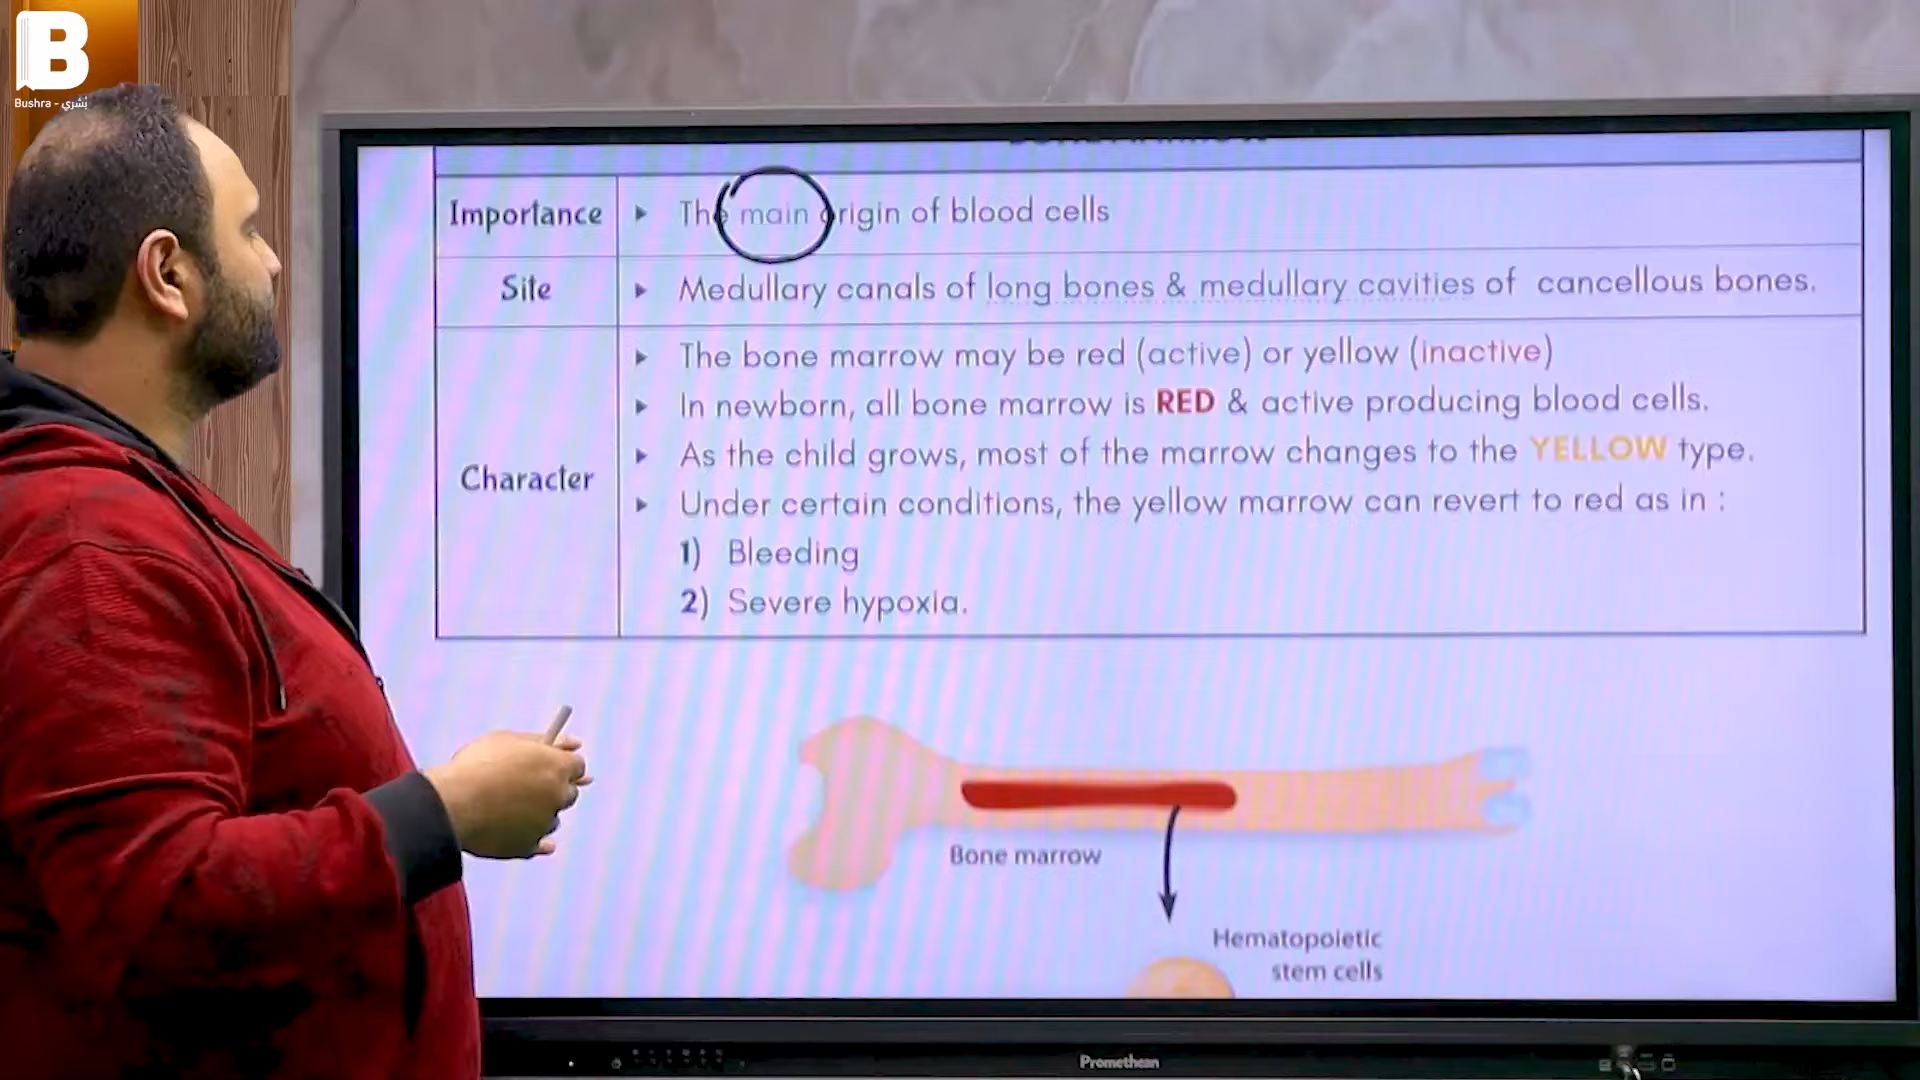 B
Bushra - بُشري
Importance
▸ The main origin of blood cells
Site
▸ Medullary canals of long bones & medullary cavities of cancellous bones.
Character
▸ The bone marrow may be red (active) or yellow (inactive)
▸ In newborn, all bone marrow is RED & active producing blood cells.
▸ As the child grows, most of the marrow changes to the YELLOW type.
▸ Under certain conditions, the yellow marrow can revert to red as in :
1) Bleeding
2) Severe hypoxia.
Bone marrow
Hematopoietic
stem cells
Promethean